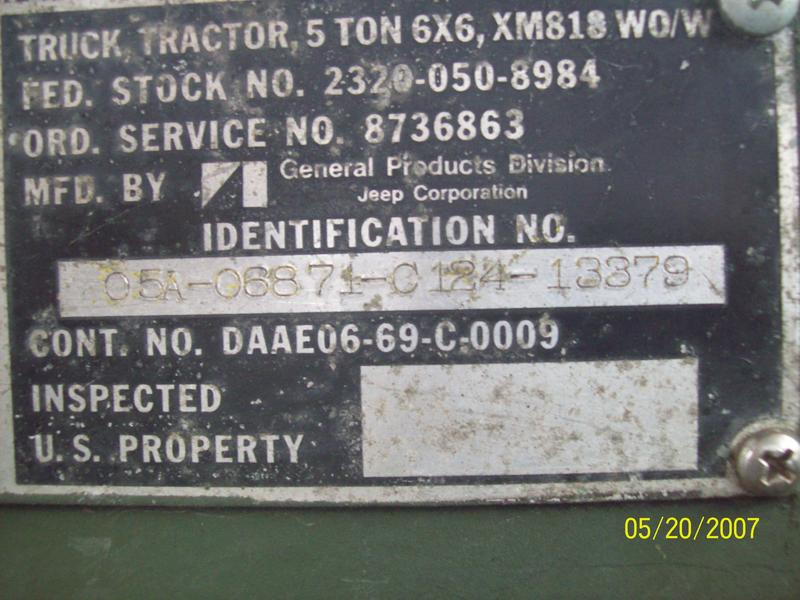 TRUCK, TRACTOR, 5 TON 6X6, XM818 WO/W
FED. STOCK NO. 2320-050-8984
ORD. SERVICE NO. 8736863
MFD. BY General Products Division
Jeep Corporation
IDENTIFICATION NO.
05A-06871-C124-13379
CONT. NO. DAAE06-69-C-0009
INSPECTED
U.S. PROPERTY
05/20/2007